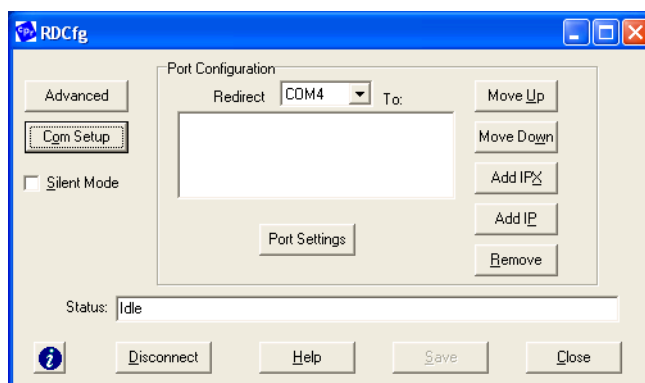 RDCfg
Port Configuration
Advanced
Redirect COM4 To:
Move Up
Com Setup
Move Down
Silent Mode
Add IPX
Add IP
Port Settings
Remove
Status: Idle
Disconnect Help Save Close